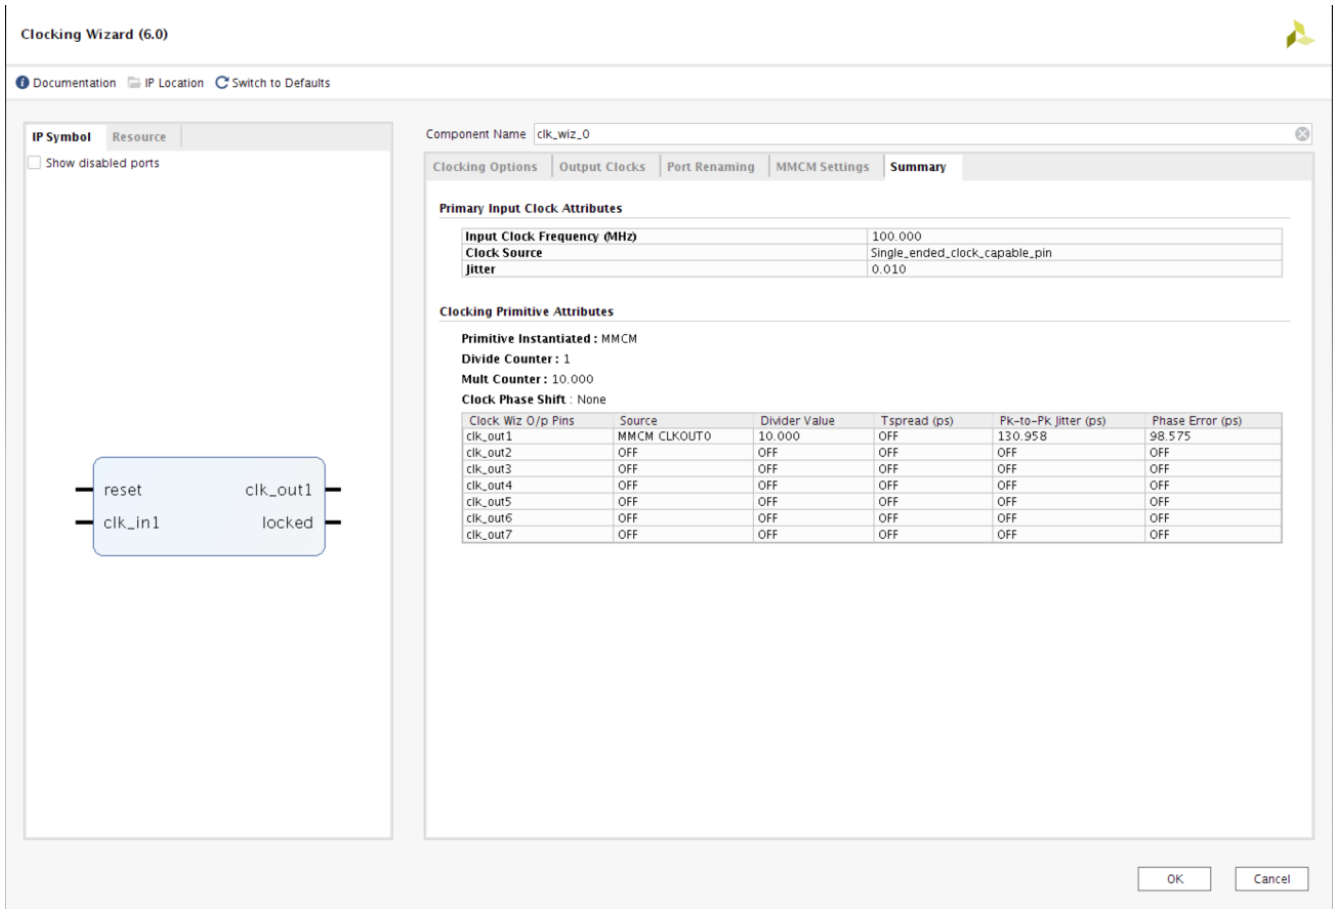 Clocking Wizard (6.0)
Documentation IP Location Switch to Defaults
IP Symbol Resource
Show disabled ports
reset clk_out1
clk_in1 locked
Component Name clk_wiz_0
Clocking Options Output Clocks Port Renaming MMCM Settings Summary
Primary Input Clock Attributes
Input Clock Frequency (MHz) 100.000
Clock Source Single_ended_clock_capable_pin
Jitter 0.010
Clocking Primitive Attributes
Primitive Instantiated : MMCM
Divide Counter : 1
Mult Counter : 10.000
Clock Phase Shift : None
Clock Wiz O/p Pins Source Divider Value Tspread (ps) Pk-to-Pk Jitter (ps) Phase Error (ps)
clk_out1 MMCM CLKOUT0 10.000 OFF 130.958 98.575
clk_out2 OFF OFF OFF OFF OFF
clk_out3 OFF OFF OFF OFF OFF
clk_out4 OFF OFF OFF OFF OFF
clk_out5 OFF OFF OFF OFF OFF
clk_out6 OFF OFF OFF OFF OFF
clk_out7 OFF OFF OFF OFF OFF
OK Cancel